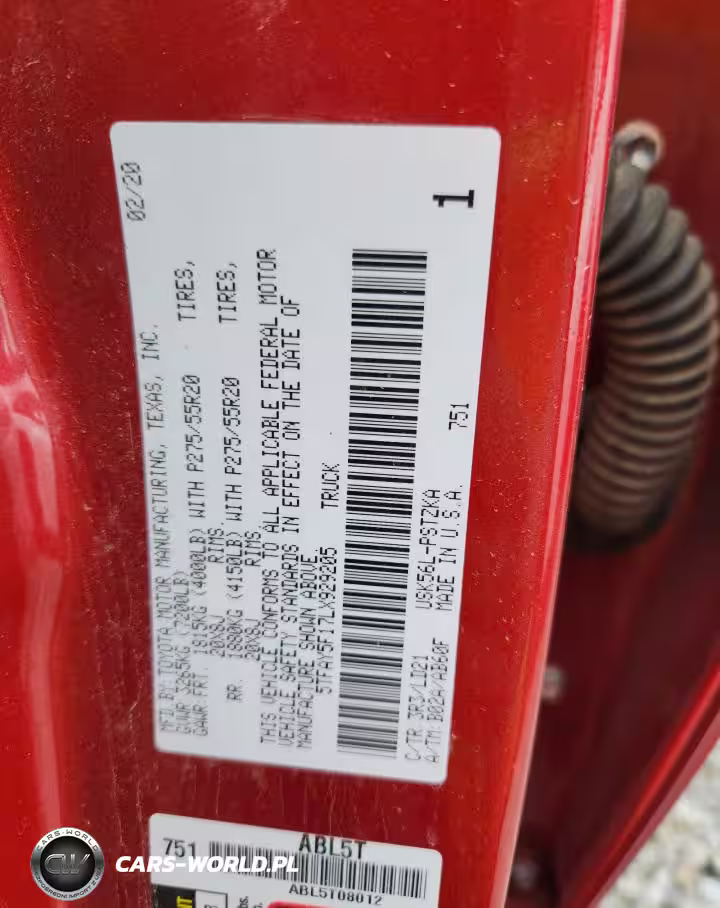 02/20
MFD BY: TOYOTA MOTOR MANUFACTURING, TEXAS, INC.
GVWR 3265KG (7200LB)
GAWR FRT. 1815KG (4000LB) WITH P275/55R20 TIRES,
20X8J RIMS,
RR. 1880KG (4150LB) WITH P275/55R20 TIRES,
20X8J RIMS.
THIS VEHICLE CONFORMS TO ALL APPLICABLE FEDERAL MOTOR
VEHICLE SAFETY STANDARDS IN EFFECT ON THE DATE OF
MANUFACTURE SHOWN ABOVE.
5TFAY5F17LX929205 TRUCK
C/TR 3R3/LD21 USK56L-PSTZKA 751
A/TM B02A/AB60F MADE IN U.S.A.
1
751 ABL5T
ABL5T08012
CARS-WORLD
CW
CARS-WORLD.PL